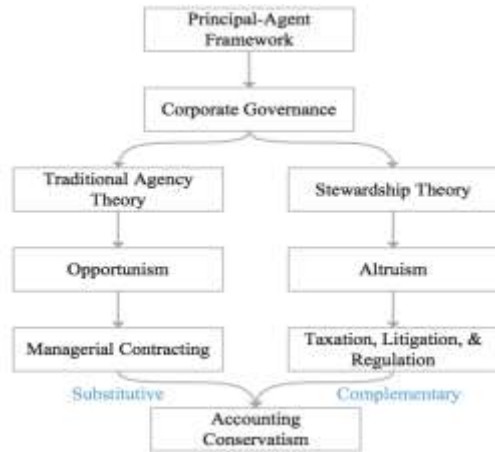 Principal-Agent
Framework
Corporate Governance
Traditional Agency
Theory
Stewardship Theory
Opportunism
Altruism
Managerial Contracting
Taxation, Litigation, &
Regulation
Substitutive
Complementary
Accounting
Conservatism